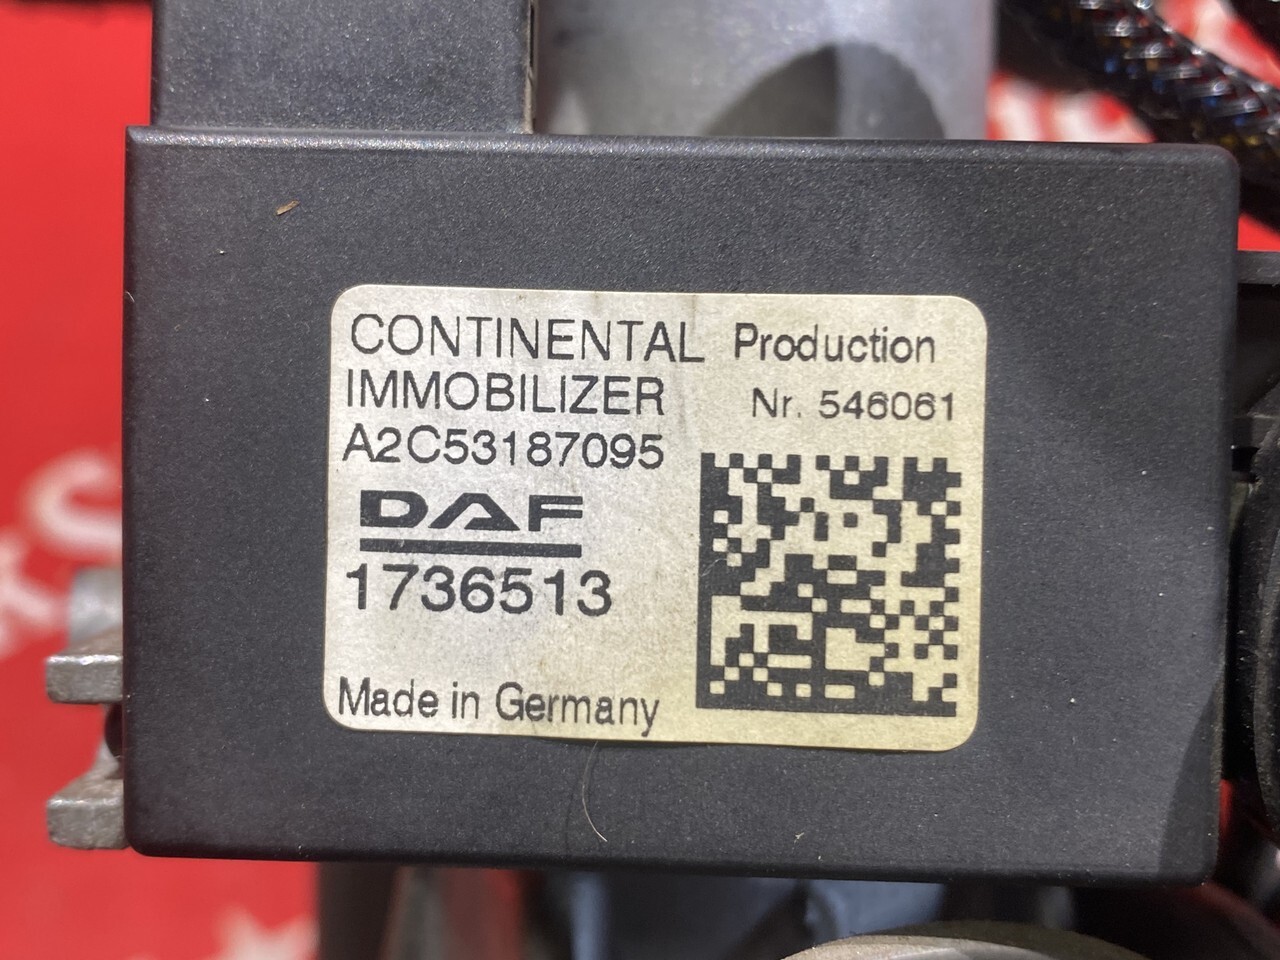 CONTINENTAL
IMMOBILIZER
A2C53187095
DAF
1736513
Made in Germany
Production
Nr. 546061